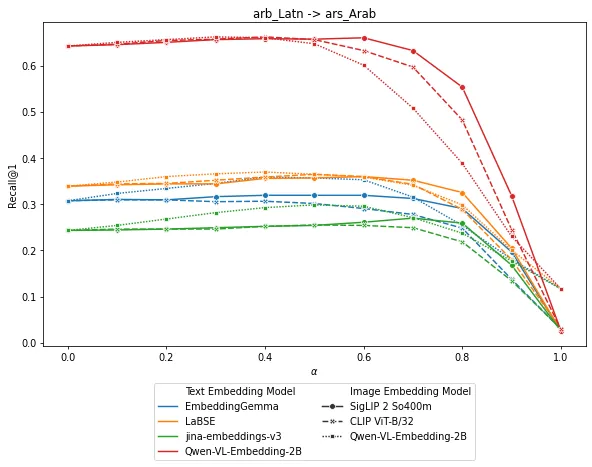 arb_Latn -> ars_Arab
Recall@1
0.6
0.5
0.4
0.3
0.2
0.1
0.0
0.0 0.2 0.4 0.6 0.8 1.0
α
Text Embedding Model Image Embedding Model
EmbeddingGemma SigLIP 2 So400m
LaBSE CLIP ViT-B/32
jina-embeddings-v3 Qwen-VL-Embedding-2B
Qwen-VL-Embedding-2B